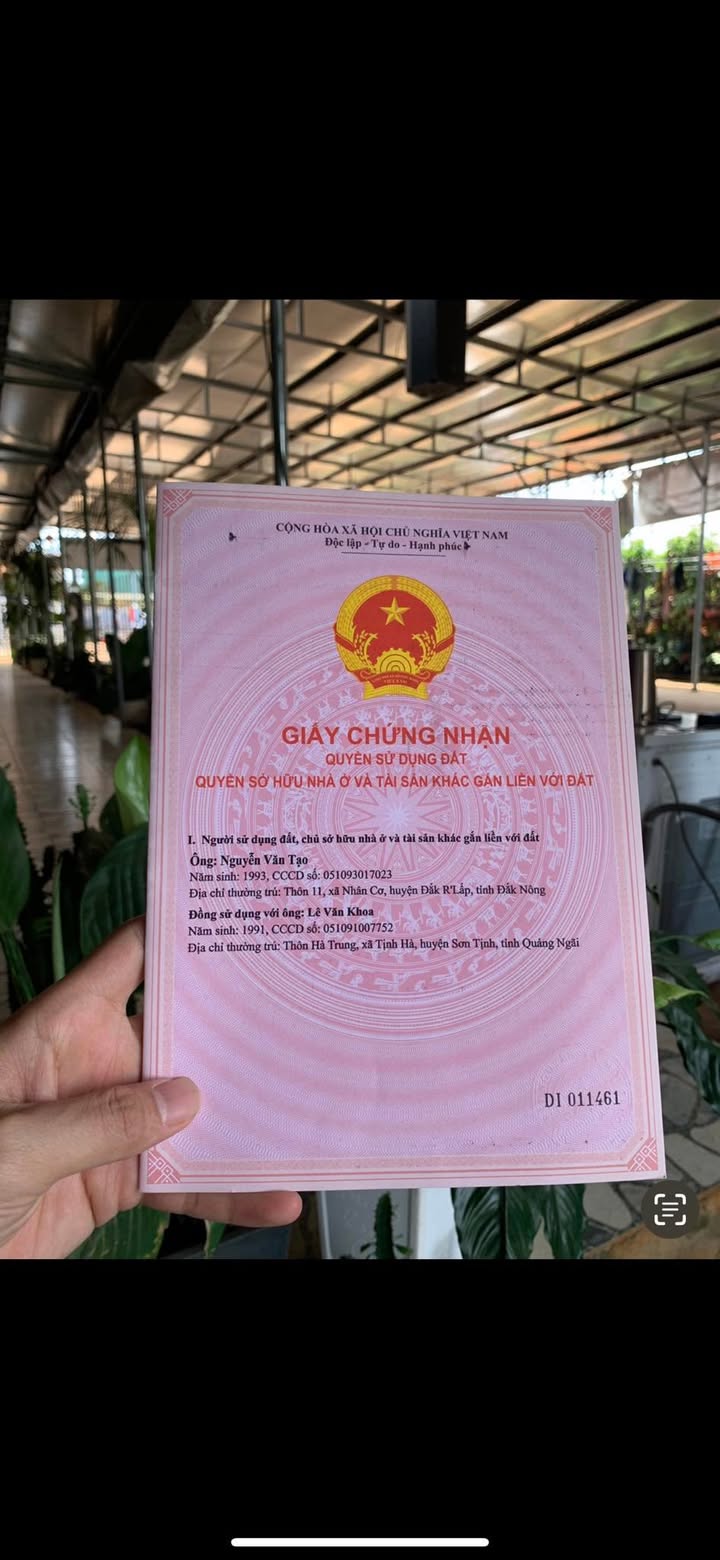 CỘNG HÒA XÃ HỘI CHỦ NGHĨA VIỆT NAM
Độc lập - Tự do - Hạnh phúc
GIẤY CHỨNG NHẬN
QUYỀN SỬ DỤNG ĐẤT
QUYỀN SỞ HỮU NHÀ Ở VÀ TÀI SẢN KHÁC GẮN LIỀN VỚI ĐẤT
I. Người sử dụng đất, chủ sở hữu nhà ở và tài sản khác gắn liền với đất
Ông: Nguyễn Văn Tạo
Năm sinh: 1993, CCCD số: 051093017023
Địa chỉ thường trú: Thôn 11, xã Nhân Cơ, huyện Đắk R'Lấp, tỉnh Đắk Nông
Đồng sử dụng với ông: Lê Văn Khoa
Năm sinh: 1991, CCCD số: 051091007752
Địa chỉ thường trú: Thôn Hà Trung, xã Tịnh Hà, huyện Sơn Tịnh, tỉnh Quảng Ngãi
DI 011461